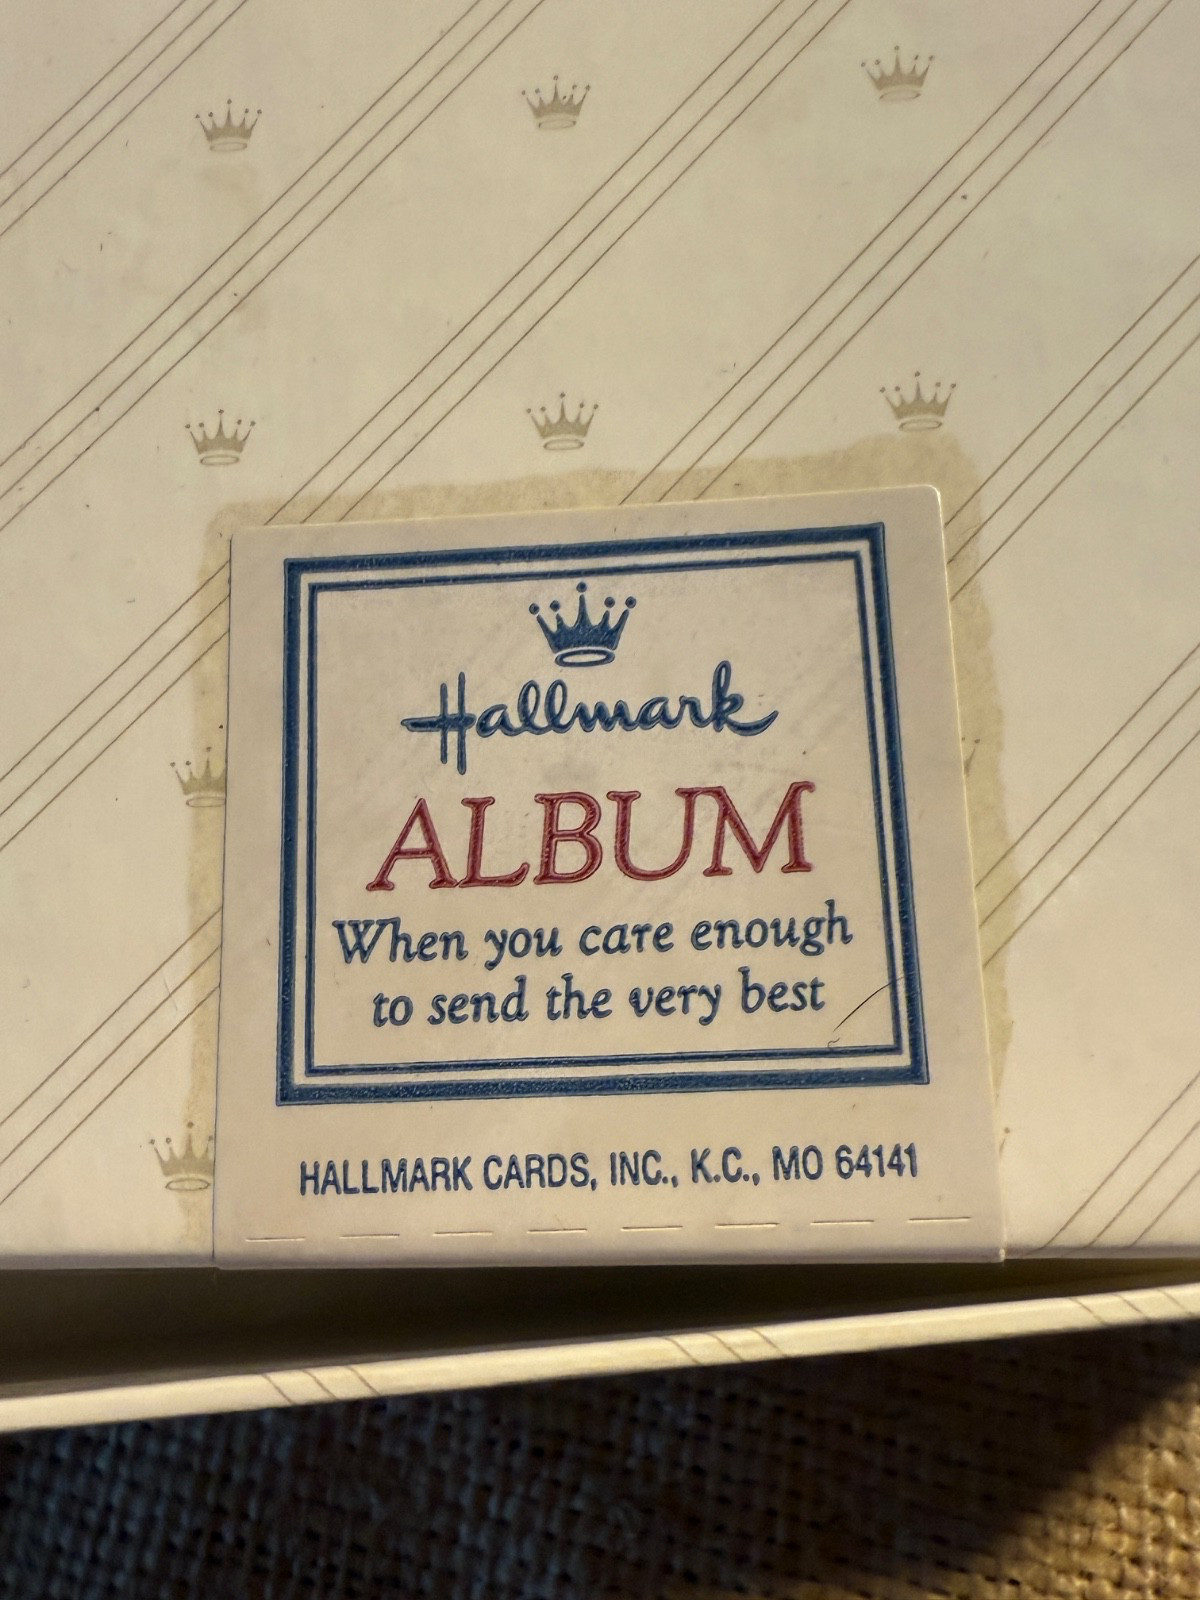 Hallmark
ALBUM
When you care enough
to send the very best
HALLMARK CARDS, INC., K.C., MO 64141